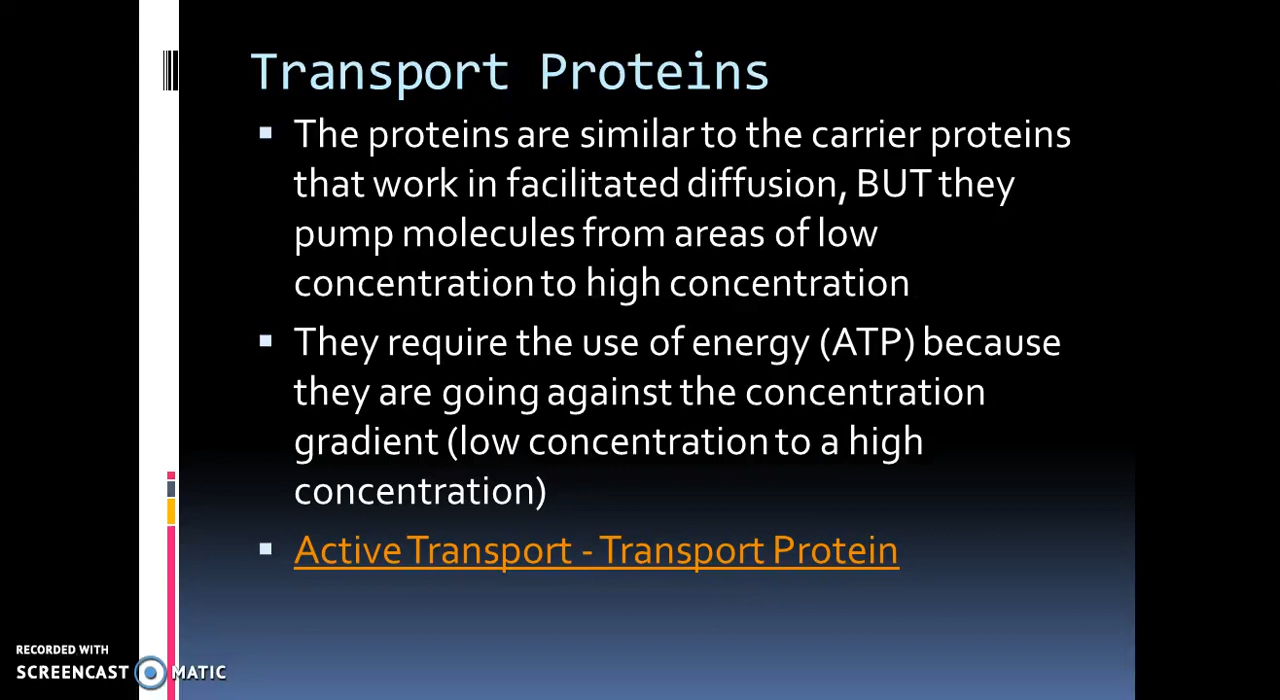 Transport Proteins
The proteins are similar to the carrier proteins
that work in facilitated diffusion, BUT they
pump molecules from areas of low
concentration to high concentration
They require the use of energy (ATP) because
they are going against the concentration
gradient (low concentration to a high
concentration)
Active Transport - Transport Protein
RECORDED WITH
SCREENCAST MATIC